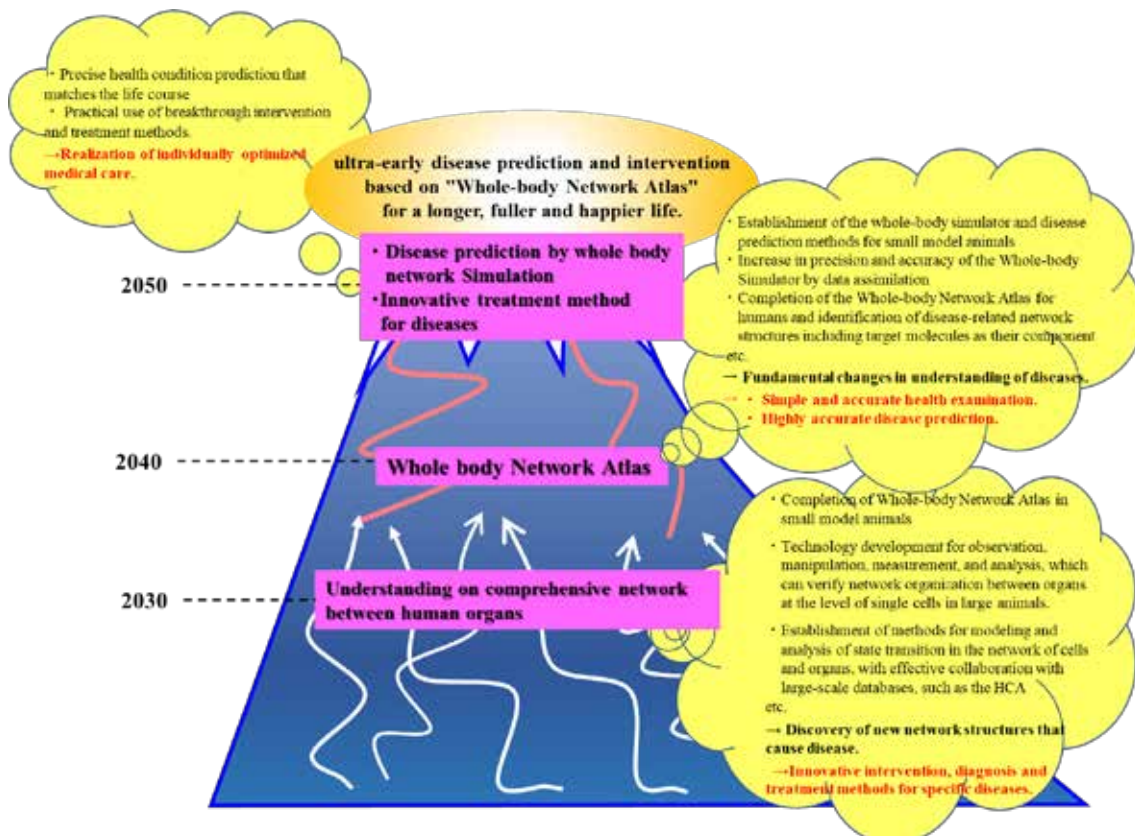 ・Precise health condition prediction that
matches the life course
・ Practical use of breakthrough intervention
and treatment methods.
→Realization of individually optimized
medical care.
ultra-early disease prediction and intervention
based on "Whole-body Network Atlas"
for a longer, fuller and happier life.
・Disease prediction by whole body
network Simulation
・Innovative treatment method
for diseases
2050
・Establishment of the whole-body simulator and disease
prediction methods for small model animals
・Increase in precision and accuracy of the Whole-body
Simulator by data assimilation
・Completion of the Whole-body Network Atlas for
humans and identification of disease-related network
structures including target molecules as their component
etc.
→ Fundamental changes in understanding of diseases.
→ ・ Simple and accurate health examination.
・ Highly accurate disease prediction.
2040
Whole body Network Atlas
・Completion of Whole-body Network Atlas in
small model animals
・Technology development for observation,
manipulation, measurement, and analysis, which
can verify network organization between organs
at the level of single cells in large animals.
・Establishment of methods for modeling and
analysis of state transition in the network of cells
and organs, with effective collaboration with
large-scale databases, such as the HCA
etc.
→ Discovery of new network structures that
cause disease.
→Innovative intervention, diagnosis and
treatment methods for specific diseases.
2030
Understanding on comprehensive network
between human organs